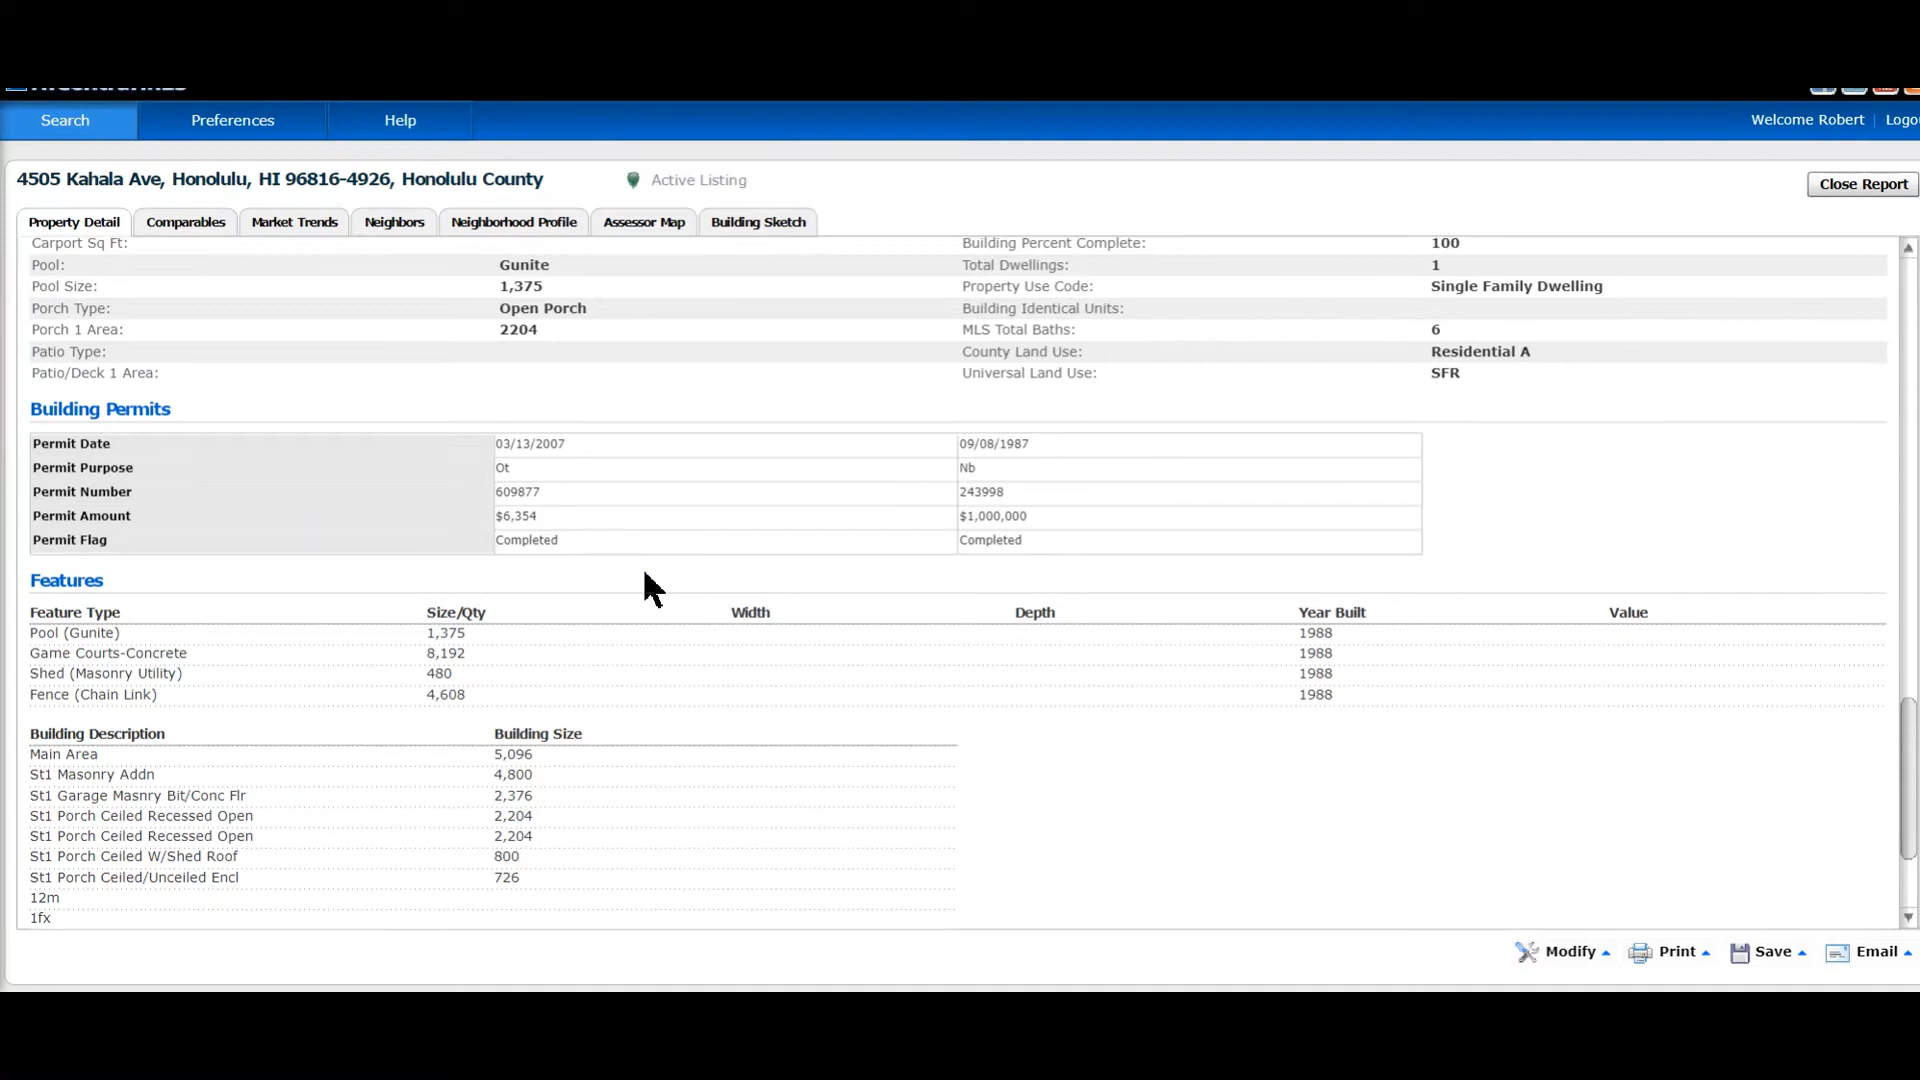 Search Preferences Help Welcome Robert Logou
4505 Kahala Ave, Honolulu, HI 96816-4926, Honolulu County Active Listing Close Report
Property Detail Comparables Market Trends Neighbors Neighborhood Profile Assessor Map Building Sketch
Carport Sq Ft: Building Percent Complete: 100
Pool: Gunite Total Dwellings: 1
Pool Size: 1,375 Property Use Code: Single Family Dwelling
Porch Type: Open Porch Building Identical Units:
Porch 1 Area: 2204 MLS Total Baths: 6
Patio Type: County Land Use: Residential A
Patio/Deck 1 Area: Universal Land Use: SFR
Building Permits
Permit Date 03/13/2007 09/08/1987
Permit Purpose Ot Nb
Permit Number 609877 243998
Permit Amount $6,354 $1,000,000
Permit Flag Completed Completed
Features
Feature Type Size/Qty Width Depth Year Built Value
Pool (Gunite) 1,375 1988
Game Courts-Concrete 8,192 1988
Shed (Masonry Utility) 480 1988
Fence (Chain Link) 4,608 1988
Building Description Building Size
Main Area 5,096
St1 Masonry Addn 4,800
St1 Garage Masnry Bit/Conc Flr 2,376
St1 Porch Ceiled Recessed Open 2,204
St1 Porch Ceiled Recessed Open 2,204
St1 Porch Ceiled W/Shed Roof 800
St1 Porch Ceiled/Unceiled Encl 726
12m
1fx
Modify Print Save Email